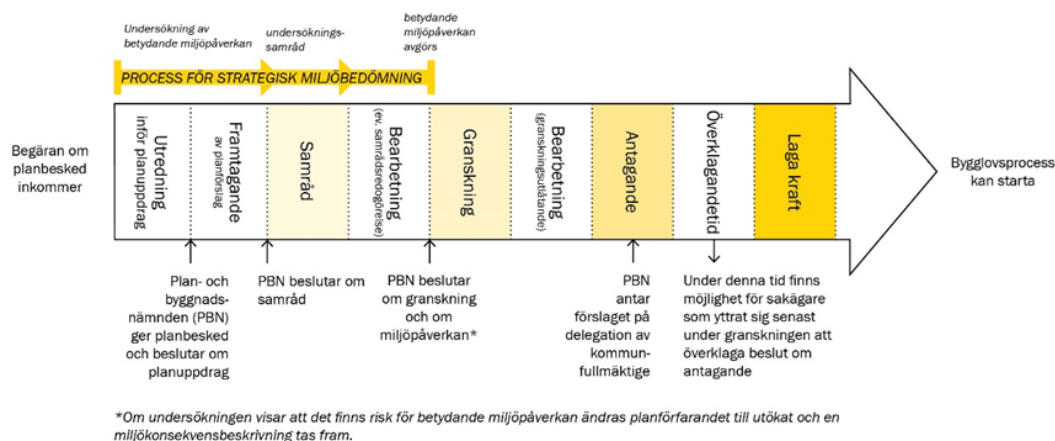 Undersökning av
betydande miljöpåverkan
undersöknings-
samråd
betydande
miljöpåverkan
avgörs
PROCESS FÖR STRATEGISK MILJÖBEDÖMNING
Begäran om
planbesked
inkommer
Utredning
inför planuppdrag
Framtagande
av planförslag
Samråd
Bearbetning
(ev. samrådsredogörelse)
Granskning
Bearbetning
(granskningsutlåtande)
Antagande
Överklagandetid
Laga kraft
Bygglovsprocess
kan starta
Plan- och
byggnads-
nämnden (PBN)
ger planbesked
och beslutar om
planuppdrag
PBN beslutar om
samråd
PBN beslutar
om granskning
och om
miljöpåverkan*
PBN
antar
förslaget på
delegation av
kommun-
fullmäktige
Under denna tid finns
möjlighet för sakägare
som yttrat sig senast
under granskningen att
överklaga beslut om
antagande
*Om undersökningen visar att det finns risk för betydande miljöpåverkan ändras planförfarandet till utökat och en
miljökonsekvensbeskrivning tas fram.